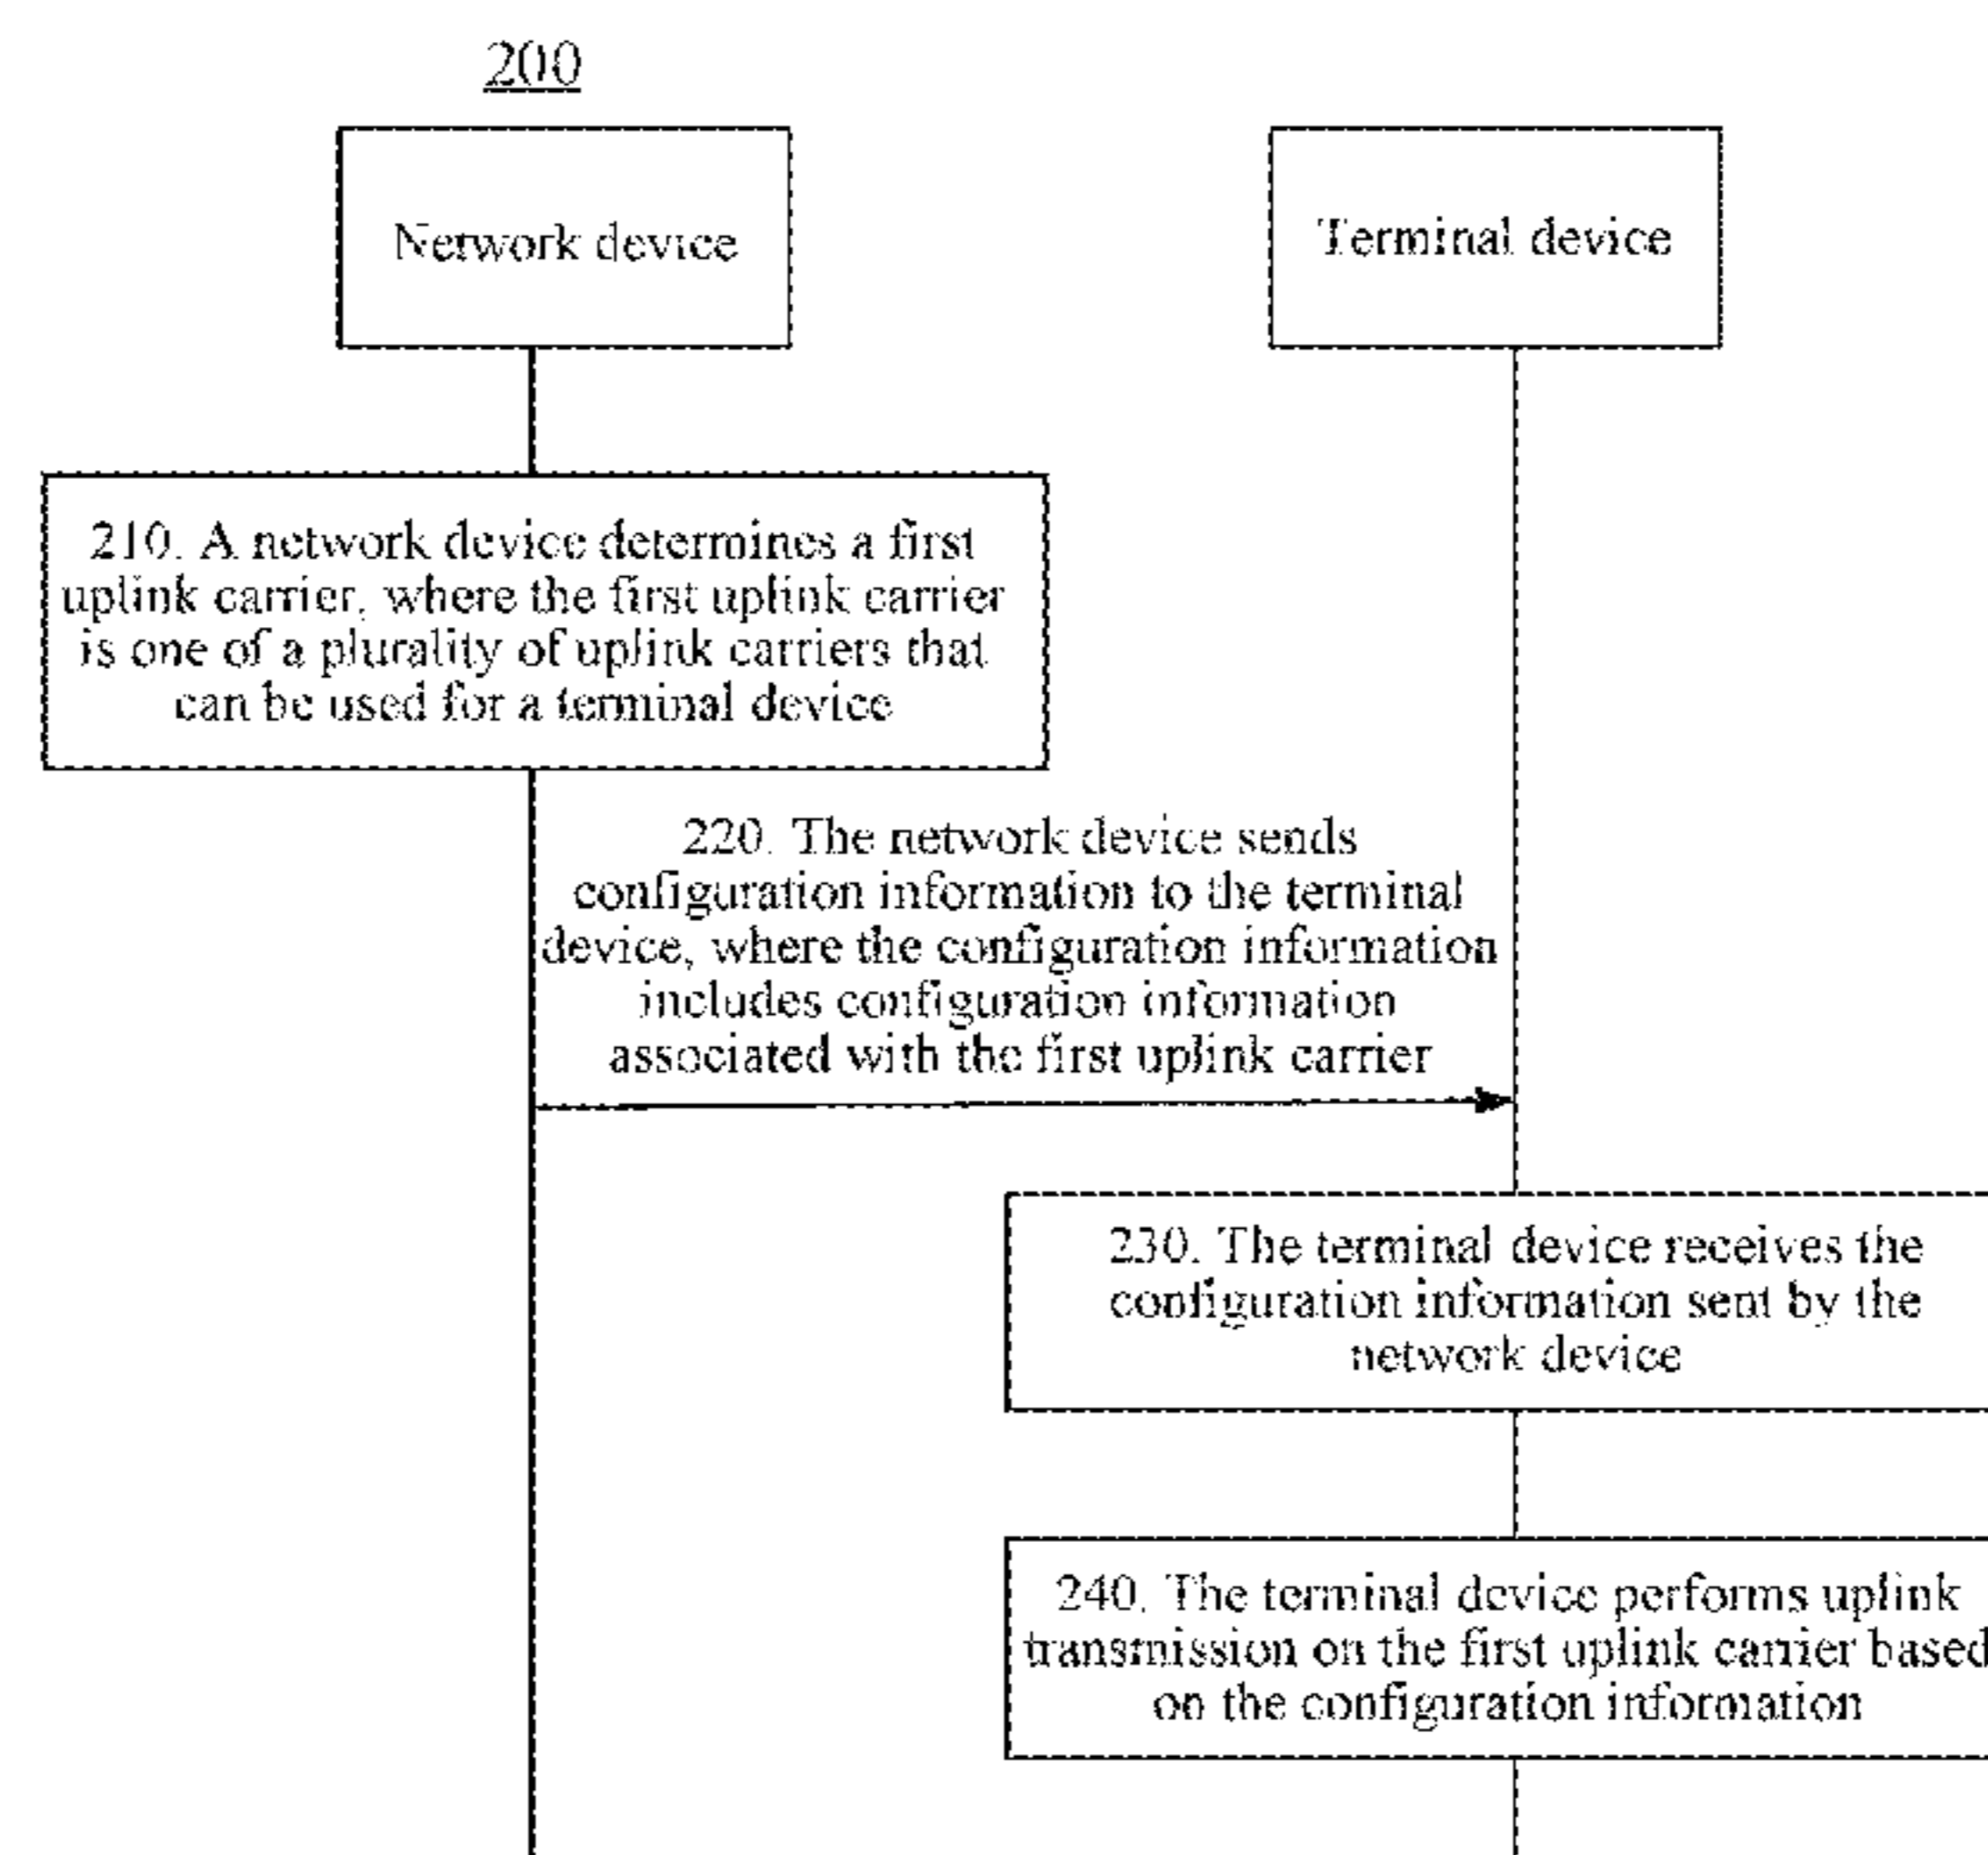 200
Network device
Terminal device
210. A network device determines a first
uplink carrier, where the first uplink carrier
is one of a plurality of uplink carriers that
can be used for a terminal device
220. The network device sends
configuration information to the terminal
device, where the configuration information
includes configuration information
associated with the first uplink carrier
230. The terminal device receives the
configuration information sent by the
network device
240. The terminal device performs uplink
transmission on the first uplink carrier based
on the configuration information